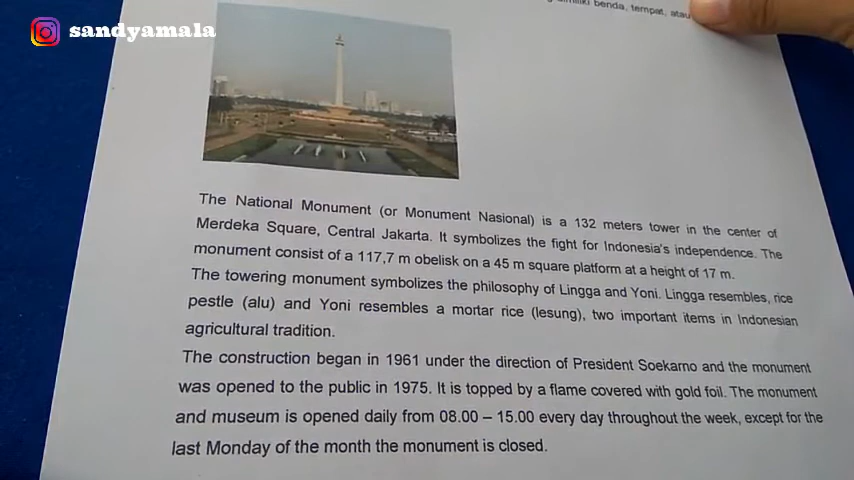 sandyamala
benda, tempat, atau
The National Monument (or Monument Nasional) is a 132 meters tower in the center of
Merdeka Square, Central Jakarta. It symbolizes the fight for Indonesia's independence. The
monument consist of a 117,7 m obelisk on a 45 m square platform at a height of 17 m.
The towering monument symbolizes the philosophy of Lingga and Yoni. Lingga resembles, rice
pestle (alu) and Yoni resembles a mortar rice (lesung), two important items in Indonesian
agricultural tradition.
The construction began in 1961 under the direction of President Soekarno and the monument
was opened to the public in 1975. It is topped by a flame covered with gold foil. The monument
and museum is opened daily from 08.00 – 15.00 every day throughout the week, except for the
last Monday of the month the monument is closed.